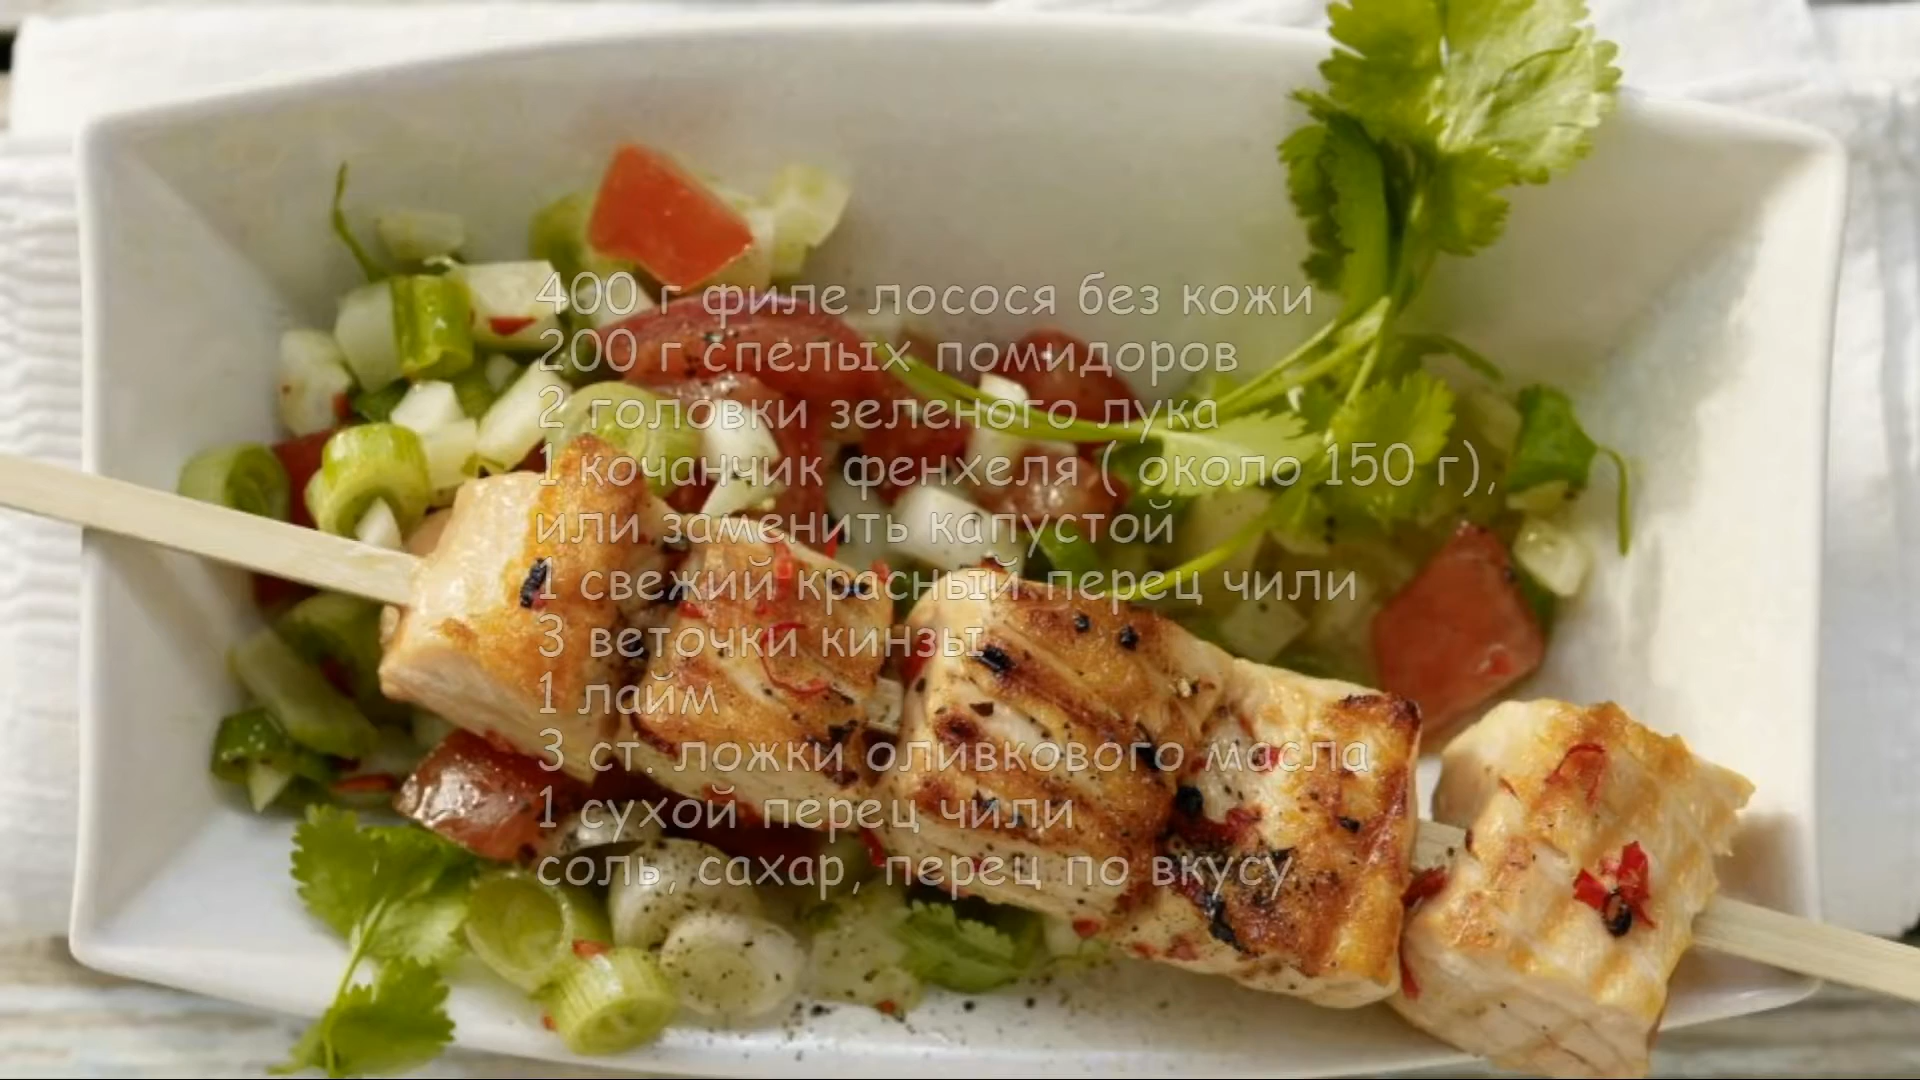 400 г филе лосося без кожи
200 г спелых помидоров
2 головки зеленого лука
1 кочанчик фенхеля ( около 150 г),
или заменить капустой
1 свежий красный перец чили
3 веточки кинзы
1 лайм
3 ст. ложки оливкового масла
1 сухой перец чили
соль, сахар, перец по вкусу